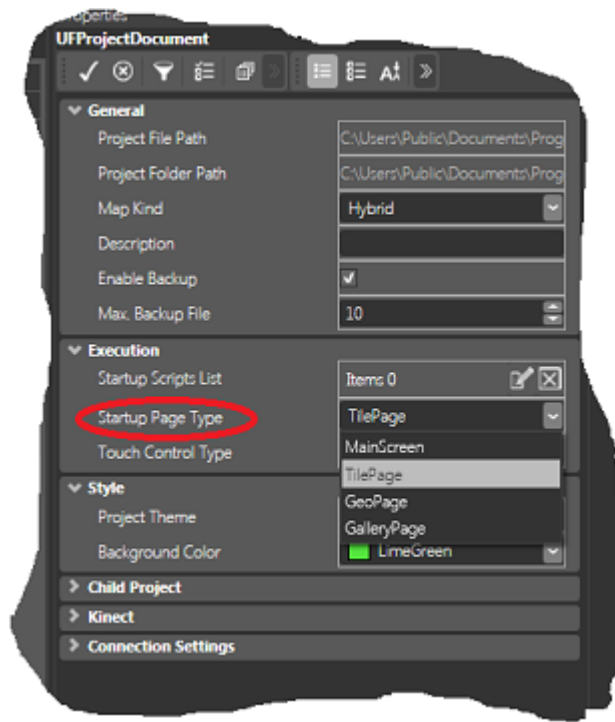 Properties
UFProjectDocument
General
Project File Path C:\Users\Public\Documents\Prog
Project Folder Path C:\Users\Public\Documents\Prog
Map Kind Hybrid
Description
Enable Backup
Max. Backup File 10
Execution
Startup Scripts List Items 0
Startup Page Type TilePage
MainScreen
Touch Control Type
TilePage
Style
GeoPage
Project Theme
GalleryPage
Background Color LimeGreen
Child Project
Kinect
Connection Settings